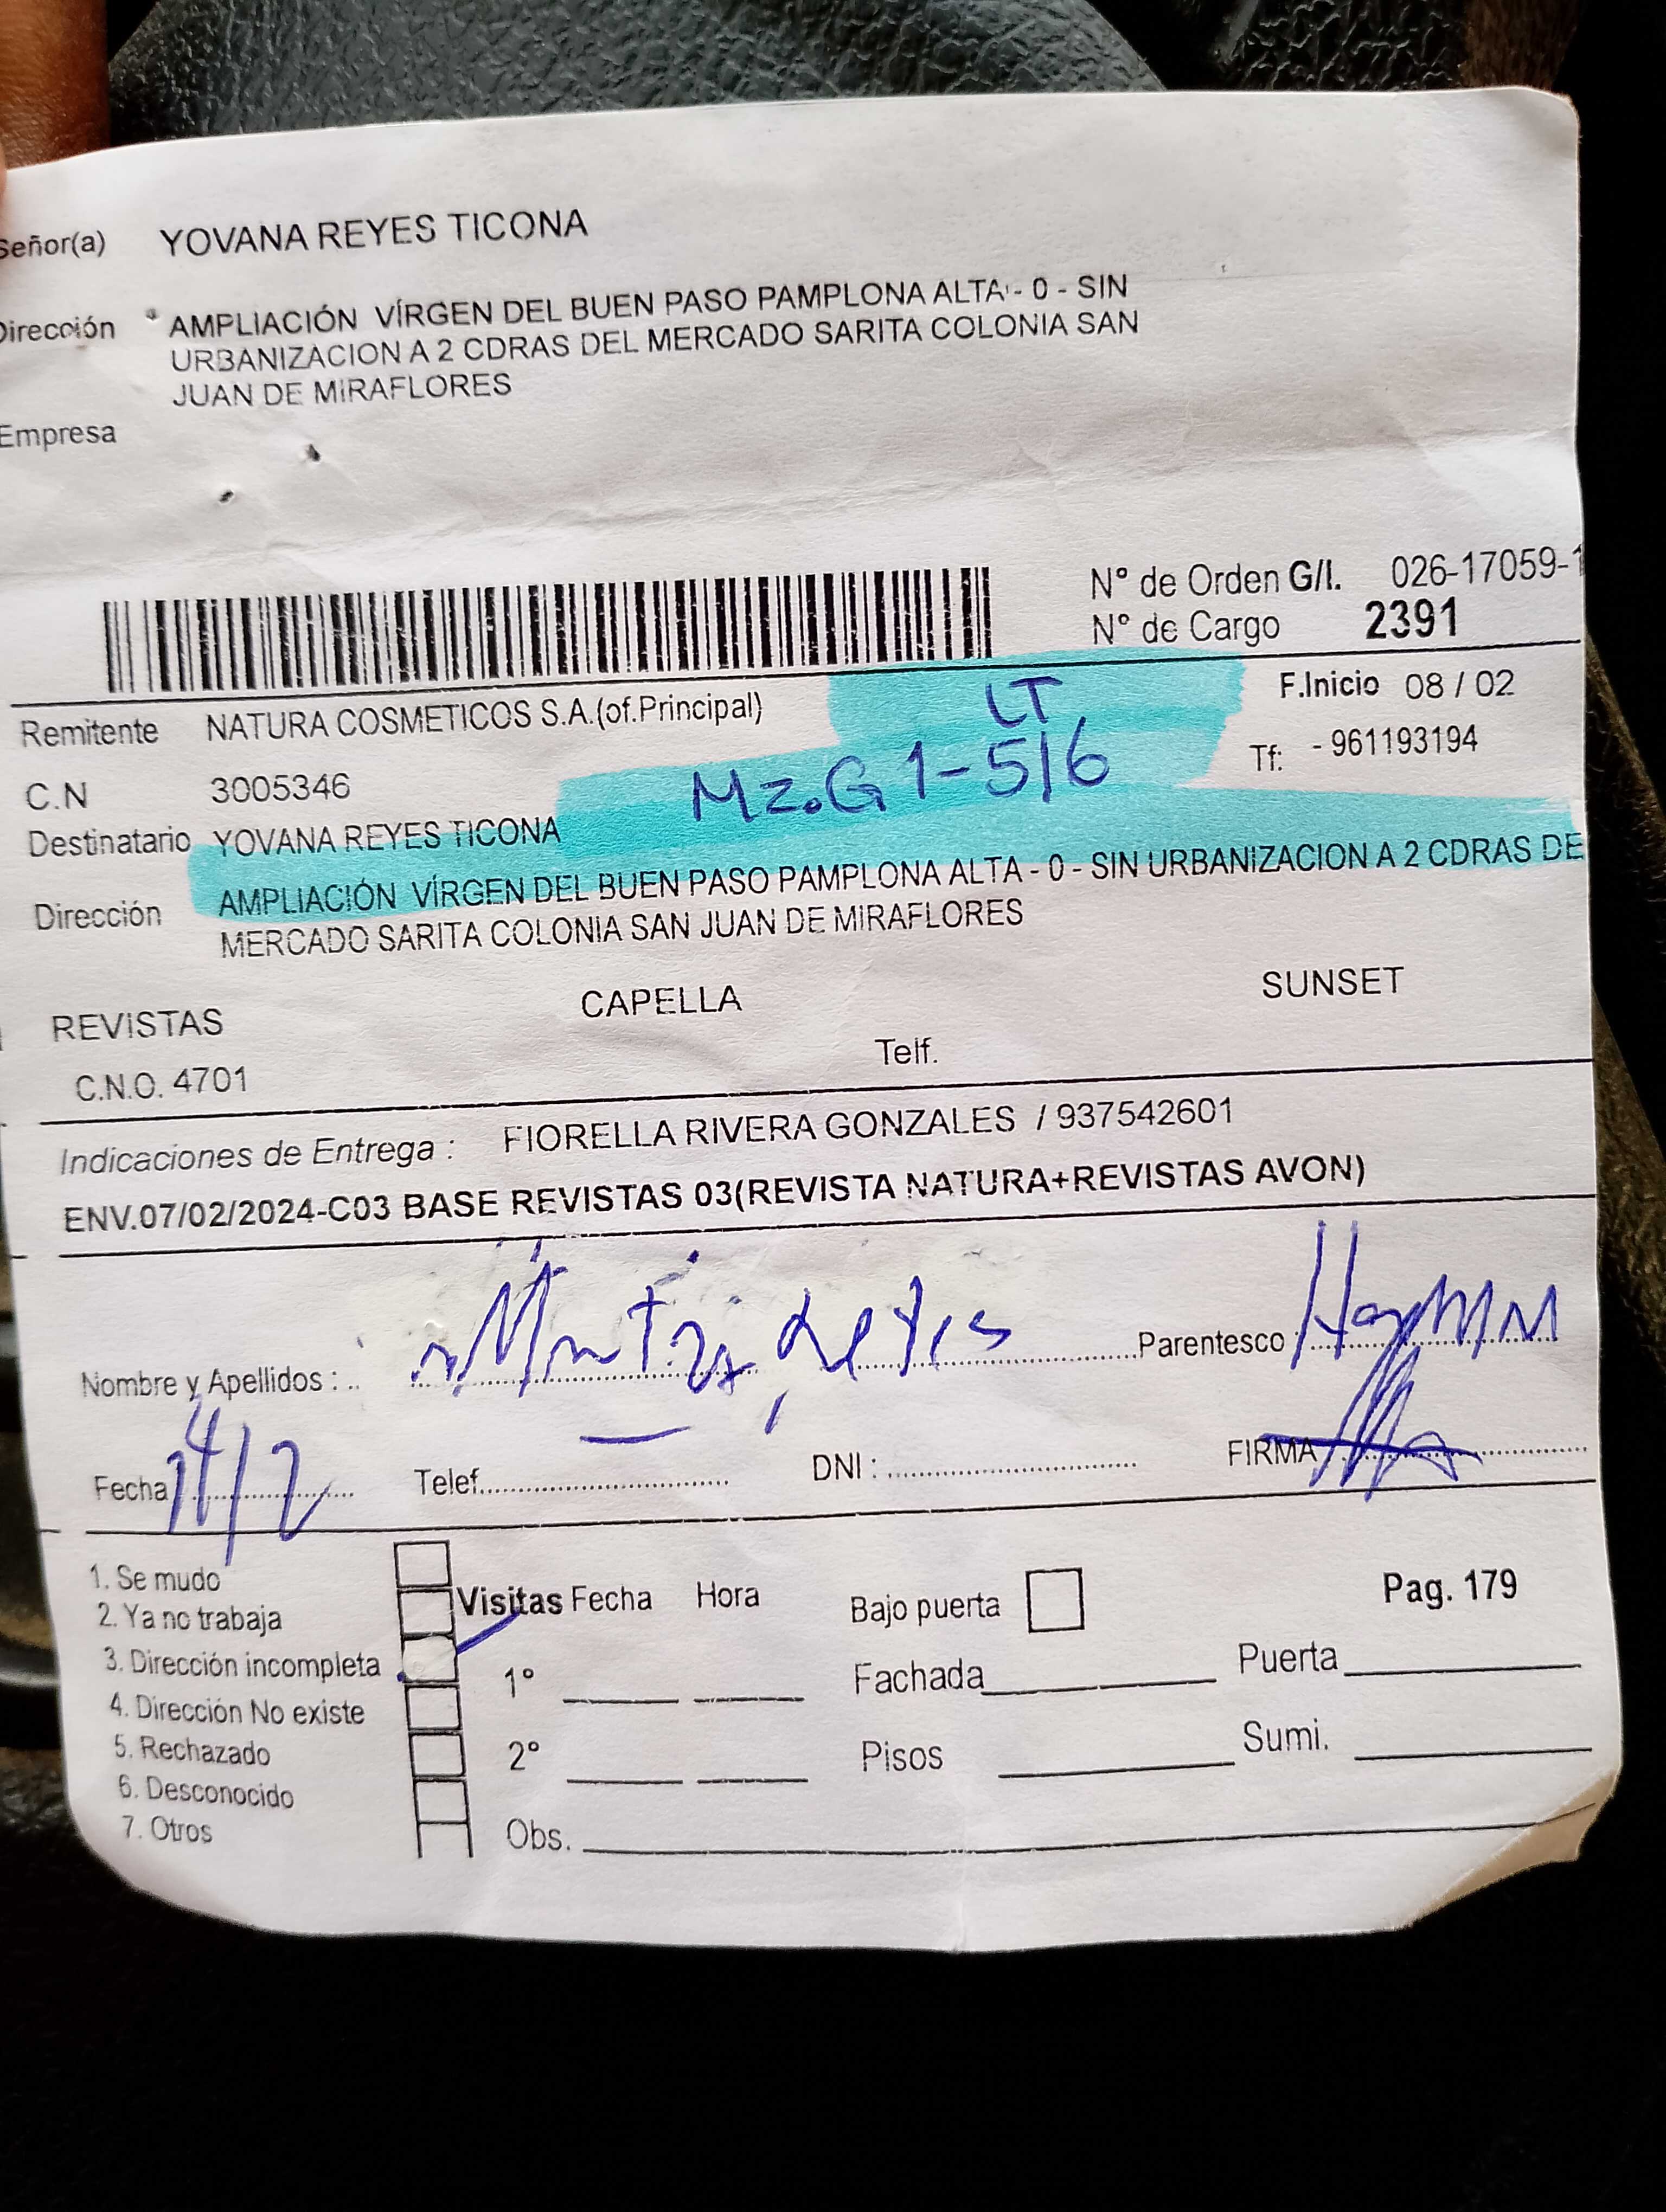 Señor(a) YOVANA REYES TICONA
Dirección AMPLIACIÓN VÍRGEN DEL BUEN PASO PAMPLONA ALTA - 0 - SIN
URBANIZACION A 2 CDRAS DEL MERCADO SARITA COLONIA SAN
JUAN DE MIRAFLORES
Empresa
N° de Orden G/I. 026-17059-1
N° de Cargo 2391
Remitente NATURA COSMETICOS S.A.(of.Principal) LT F.Inicio 08 / 02
C.N 3005346 Mz.G 1-5/6 Tf: - 961193194
Destinatario YOVANA REYES TICONA
Dirección AMPLIACIÓN VÍRGEN DEL BUEN PASO PAMPLONA ALTA - 0 - SIN URBANIZACION A 2 CDRAS DE
MERCADO SARITA COLONIA SAN JUAN DE MIRAFLORES
REVISTAS CAPELLA SUNSET
C.N.O. 4701 Telf.
Indicaciones de Entrega : FIORELLA RIVERA GONZALES / 937542601
ENV.07/02/2024-C03 BASE REVISTAS 03(REVISTA NATURA+REVISTAS AVON)
Nombre y Apellidos : Reyes Parentesco
Fecha 14/2 Telef. DNI : FIRMA
1. Se mudo
2. Ya no trabaja
3. Dirección incompleta
4. Dirección No existe
5. Rechazado
6. Desconocido
7. Otros
Visitas Fecha Hora Bajo puerta Pag. 179
1° Fachada Puerta
2° Pisos Sumi.
Obs.